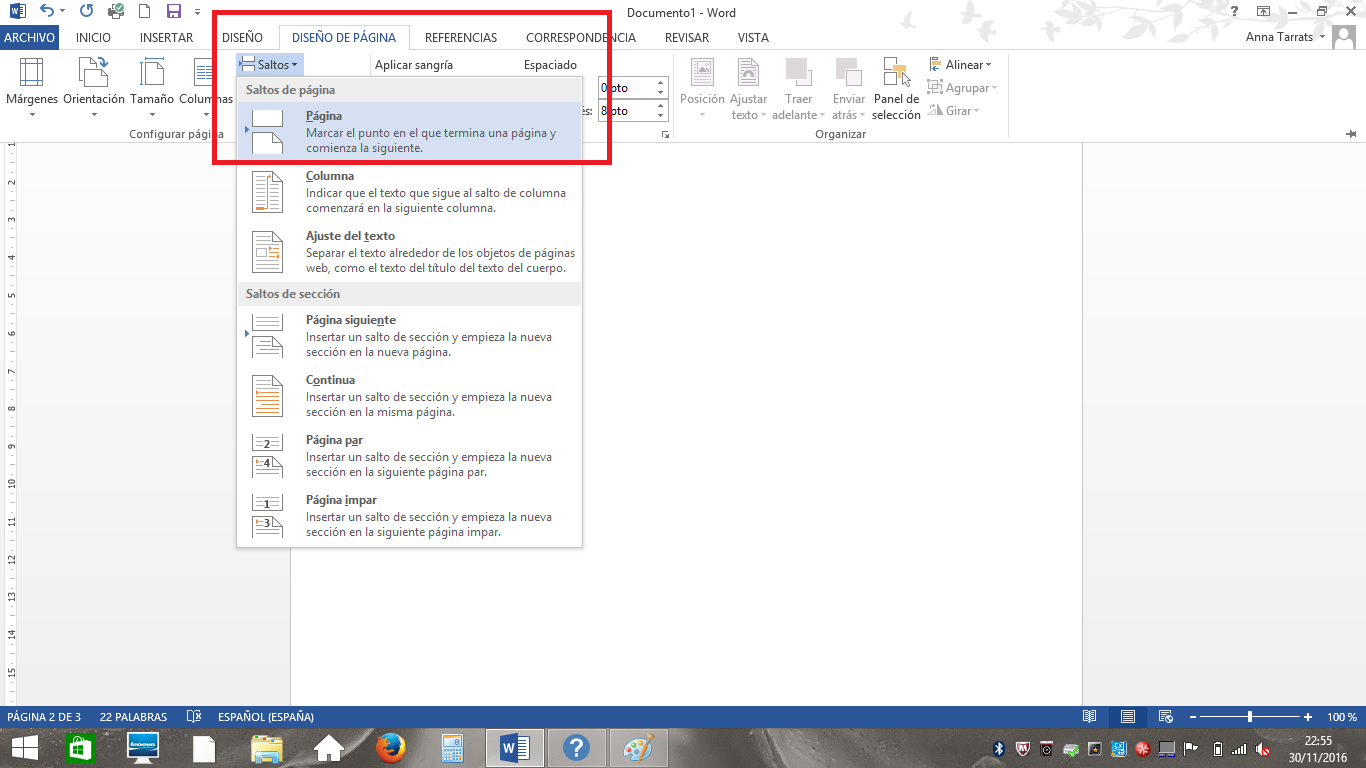 Documento1 - Word
ARCHIVO INICIO INSERTAR DISEÑO DISEÑO DE PÁGINA REFERENCIAS CORRESPONDENCIA REVISAR VISTA Anna Tarrats
Saltos Aplicar sangría Espaciado Alinear
Márgenes Orientación Tamaño Columnas
0 pto
8 pto
Posición Ajustar texto Traer adelante Enviar atrás Panel de selección Agrupar
Girar
Configurar página Organizar
Saltos de página
Página
Marcar el punto en el que termina una página y
comienza la siguiente.
Columna
Indicar que el texto que sigue al salto de columna
comenzará en la siguiente columna.
Ajuste del texto
Separar el texto alrededor de los objetos de páginas
web, como el texto del título del texto del cuerpo.
Saltos de sección
Página siguiente
Insertar un salto de sección y empieza la nueva
sección en la nueva página.
Continua
Insertar un salto de sección y empieza la nueva
sección en la misma página.
Página par
Insertar un salto de sección y empieza la nueva
sección en la siguiente página par.
Página impar
Insertar un salto de sección y empieza la nueva
sección en la siguiente página impar.
PÁGINA 2 DE 3 22 PALABRAS ESPAÑOL (ESPAÑA) 100 %
lenovo
22:55
30/11/2016